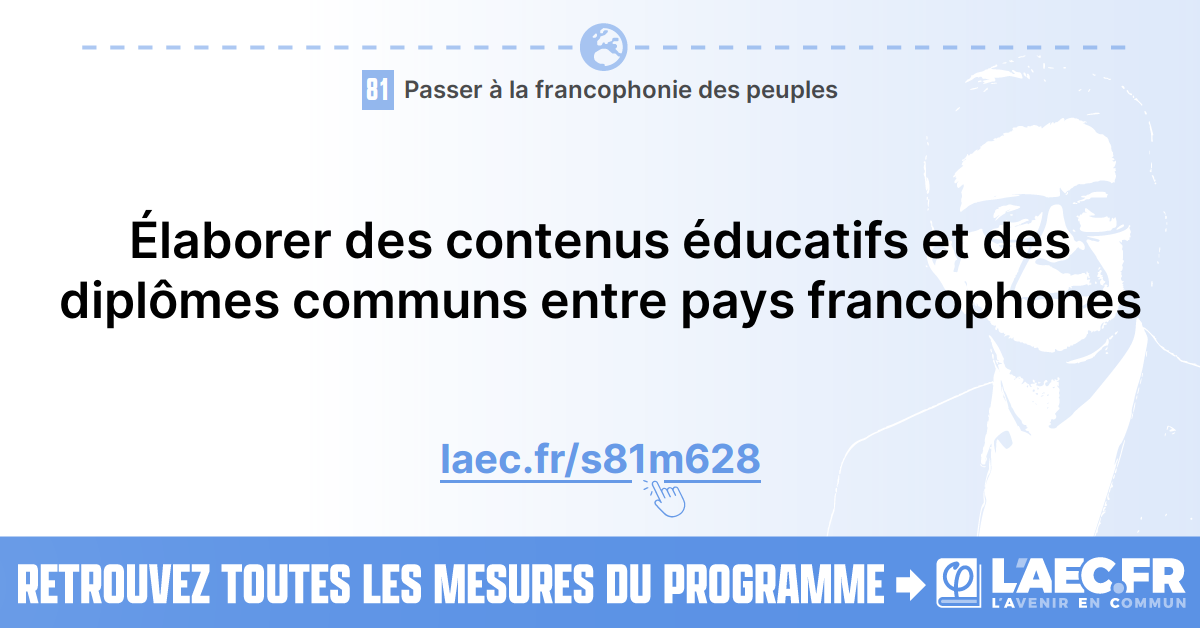 81 Passer à la francophonie des peuples
Élaborer des contenus éducatifs et des
diplômes communs entre pays francophones
laec.fr/s81m628
RETROUVEZ TOUTES LES MESURES DU PROGRAMME
L'AEC.FR
L'AVENIR EN COMMUN